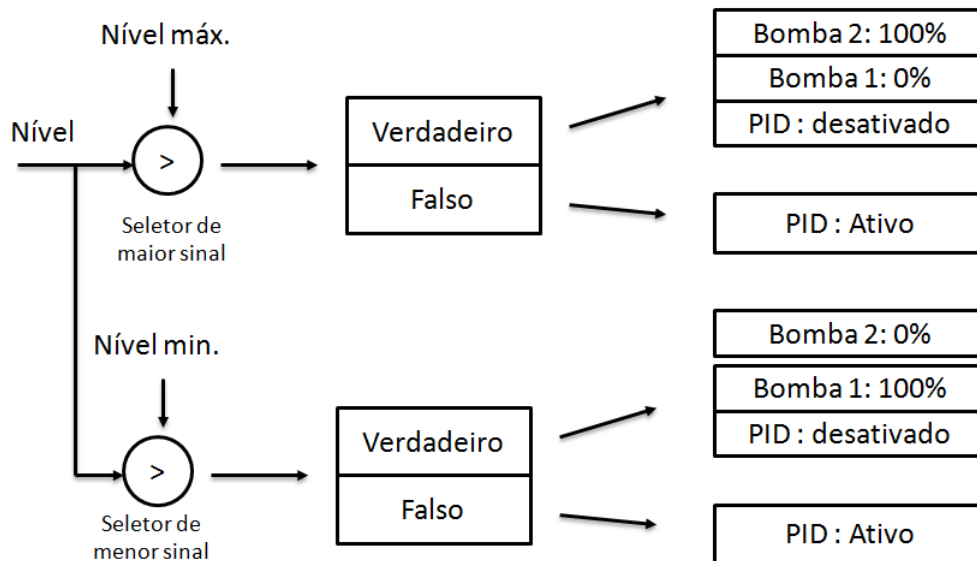 Nível máx.
Nível
>
Seletor de
maior sinal
Verdadeiro
Falso
Bomba 2: 100%
Bomba 1: 0%
PID : desativado
PID : Ativo
Nível min.
>
Seletor de
menor sinal
Verdadeiro
Falso
Bomba 2: 0%
Bomba 1: 100%
PID : desativado
PID : Ativo